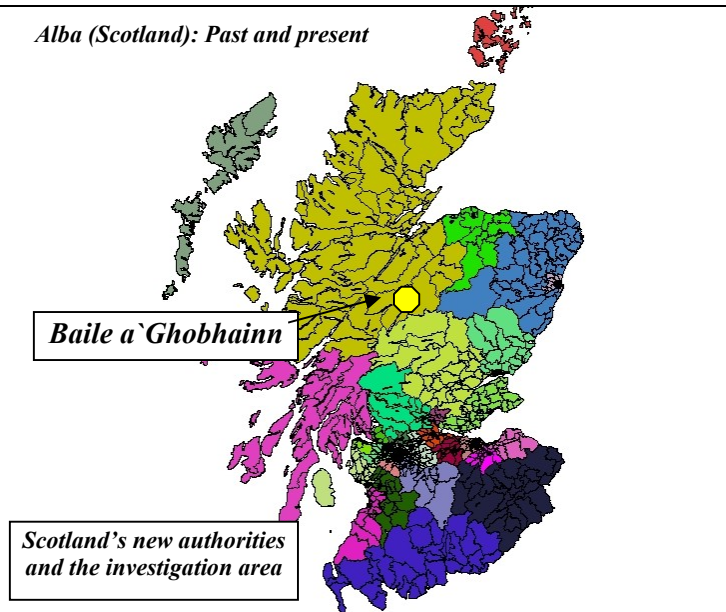 Alba (Scotland): Past and present
Baile a`Ghobhainn
Scotland’s new authorities
and the investigation area